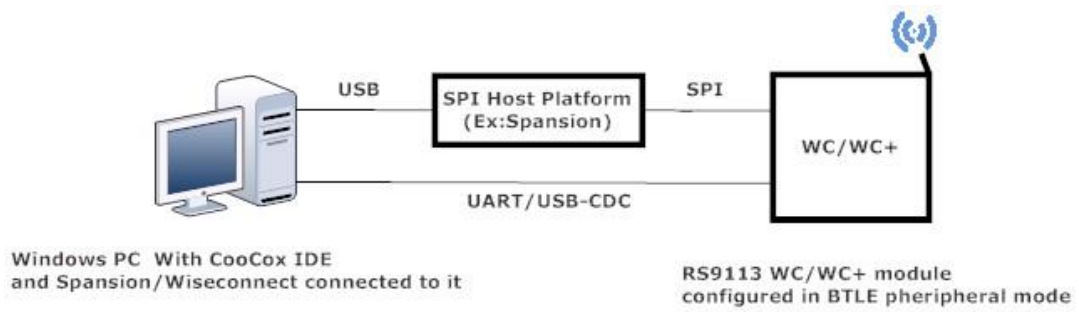 USB
SPI Host Platform
(Ex:Spansion)
SPI
WC/WC+
UART/USB-CDC
Windows PC With CooCox IDE
and Spansion/Wiseconnect connected to it
RS9113 WC/WC+ module
configured in BTLE pheripheral mode